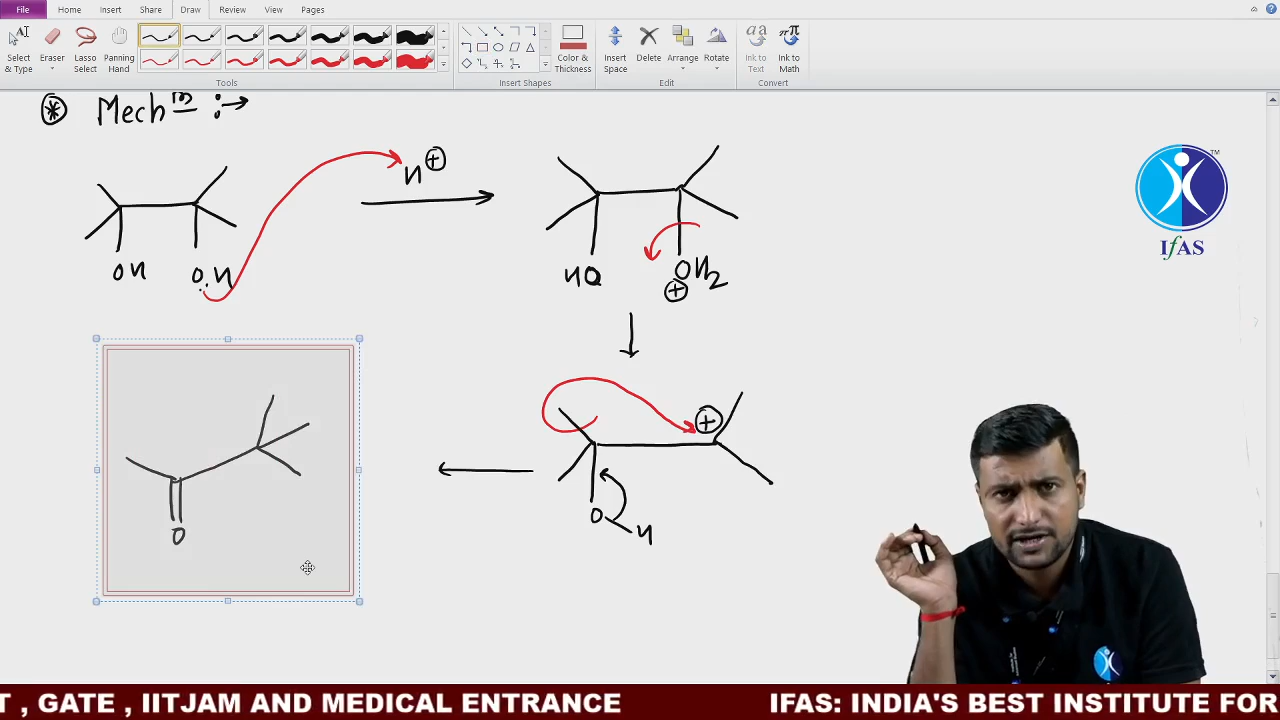 File Home Insert Share Draw Review View Pages
Select & Type
Eraser
Lasso Select
Panning Hand
Color & Thickness
Insert Space
Delete
Arrange
Rotate
Ink to Text
Ink to Math
Tools
Insert Shapes
Edit
Convert
* Mechm :→
H +
OH OH
HO OH2
+
+
O H
O
TM
IfAS
T , GATE , IITJAM AND MEDICAL ENTRANCE IFAS: INDIA'S BEST INSTITUTE FOR